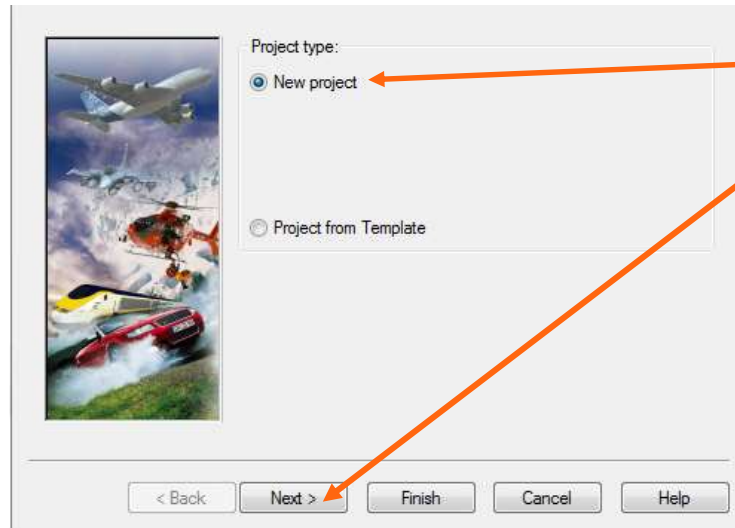 Project type:
New project
Project from Template
< Back Next > Finish Cancel Help